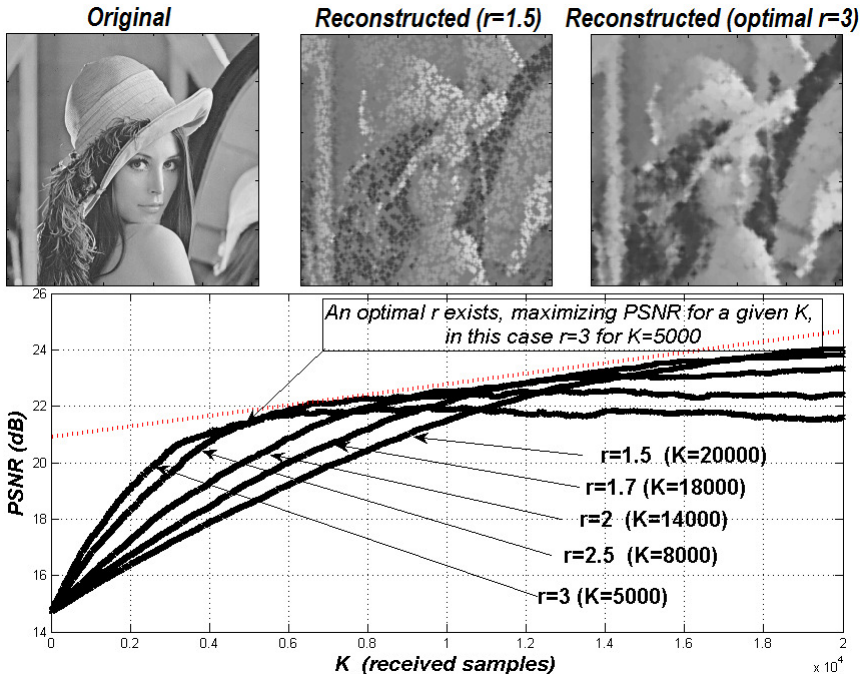 Original
Reconstructed (r=1.5)
Reconstructed (optimal r=3)
26
24
22
20
18
16
14
PSNR (dB)
An optimal r exists, maximizing PSNR for a given K,
in this case r=3 for K=5000
r=1.5 (K=20000)
r=1.7 (K=18000)
r=2 (K=14000)
r=2.5 (K=8000)
r=3 (K=5000)
0
0.2
0.4
0.6
0.8
1
1.2
1.4
1.6
1.8
2
K (received samples)
x 10⁴